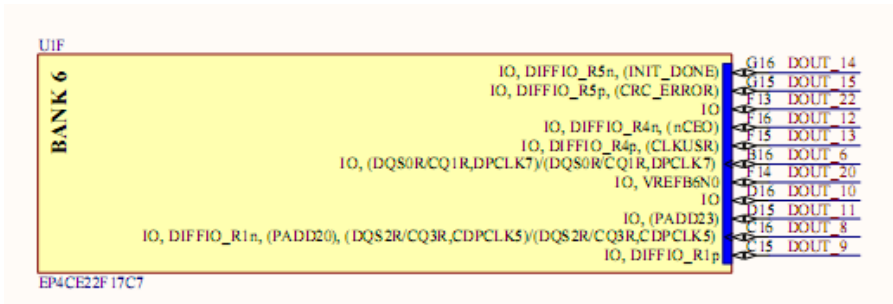 U1F
BANK 6
IO, DIFFIO_R5n, (INIT_DONE) G16 DOUT_14
IO, DIFFIO_R5p, (CRC_ERROR) G15 DOUT_15
IO F13 DOUT_22
IO, DIFFIO_R4n, (nCEO) F16 DOUT_12
IO, DIFFIO_R4p, (CLKUSR) F15 DOUT_13
IO, (DQS0R/CQ1R,DPCLK7)/(DQS0R/CQ1R,DPCLK7) B16 DOUT_6
IO, VREFB6N0 F14 DOUT_20
IO D16 DOUT_10
IO, (PADD23) D15 DOUT_11
IO, DIFFIO_R1n, (PADD20), (DQS2R/CQ3R,CDPCLK5)/(DQS2R/CQ3R,CDPCLK5) C16 DOUT_8
IO, DIFFIO_R1p C15 DOUT_9
EP4CE22F17C7